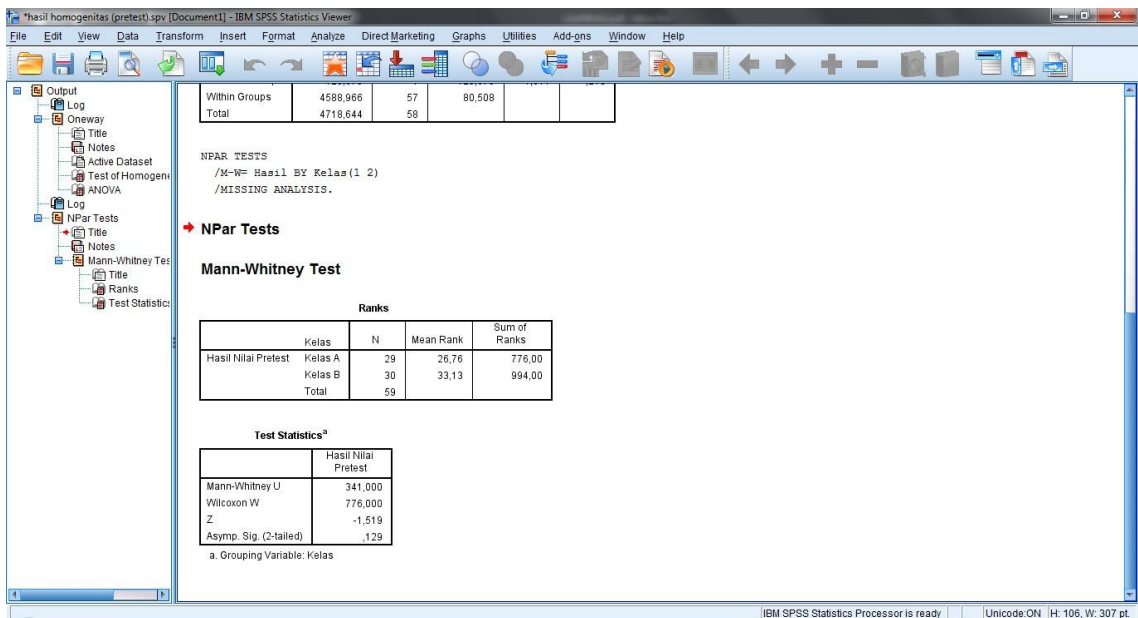 *hasil homogenitas (pretest).spv [Document1] - IBM SPSS Statistics Viewer
File Edit View Data Transform Insert Format Analyze Direct Marketing Graphs Utilities Add-ons Window Help
Output
Log
Oneway
Title
Notes
Active Dataset
Test of Homogene
ANOVA
Log
NPar Tests
Title
Notes
Mann-Whitney Tes
Title
Ranks
Test Statistics
Within Groups 4588,966 57 80,508
Total 4718,644 58
NPAR TESTS
/M-W= Hasil BY Kelas(1 2)
/MISSING ANALYSIS.
NPar Tests
Mann-Whitney Test
Ranks
Kelas N Mean Rank Sum of Ranks
Hasil Nilai Pretest Kelas A 29 26,76 776,00
Kelas B 30 33,13 994,00
Total 59
Test Statisticsa
Hasil Nilai
Pretest
Mann-Whitney U 341,000
Wilcoxon W 776,000
Z -1,519
Asymp. Sig. (2-tailed) ,129
a. Grouping Variable: Kelas
IBM SPSS Statistics Processor is ready Unicode:ON H: 106, W: 307 pt.